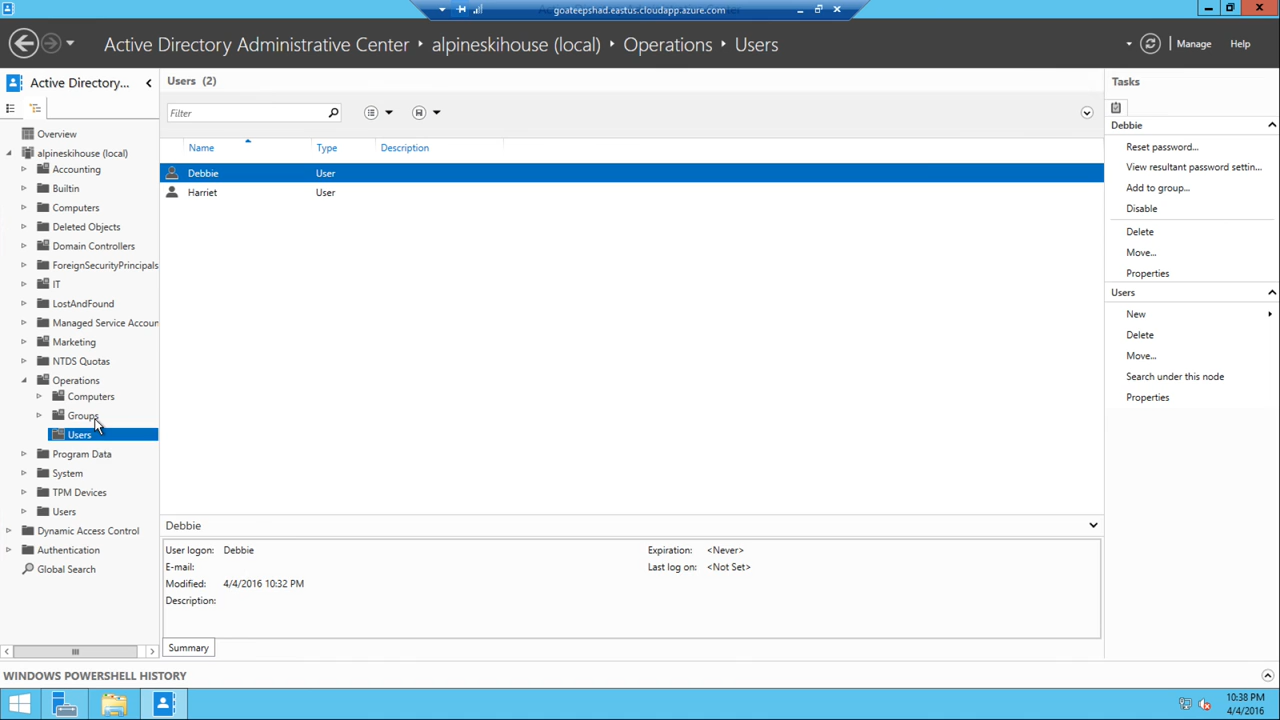 goateepshad.eastus.cloudapp.azure.com
Active Directory Administrative Center › alpineskihouse (local) › Operations › Users
Manage
Help
Active Directory...
Overview
alpineskihouse (local)
Accounting
Builtin
Computers
Deleted Objects
Domain Controllers
ForeignSecurityPrincipals
IT
LostAndFound
Managed Service Accoun
Marketing
NTDS Quotas
Operations
Computers
Groups
Users
Program Data
System
TPM Devices
Users
Dynamic Access Control
Authentication
Global Search
Users (2)
Filter
Name Type Description
Debbie User
Harriet User
Debbie
User logon: Debbie
E-mail:
Modified: 4/4/2016 10:32 PM
Description:
Expiration: <Never>
Last log on: <Not Set>
Summary
Tasks
Debbie
Reset password...
View resultant password settin...
Add to group...
Disable
Delete
Move...
Properties
Users
New
Delete
Move...
Search under this node
Properties
WINDOWS POWERSHELL HISTORY
10:38 PM
4/4/2016